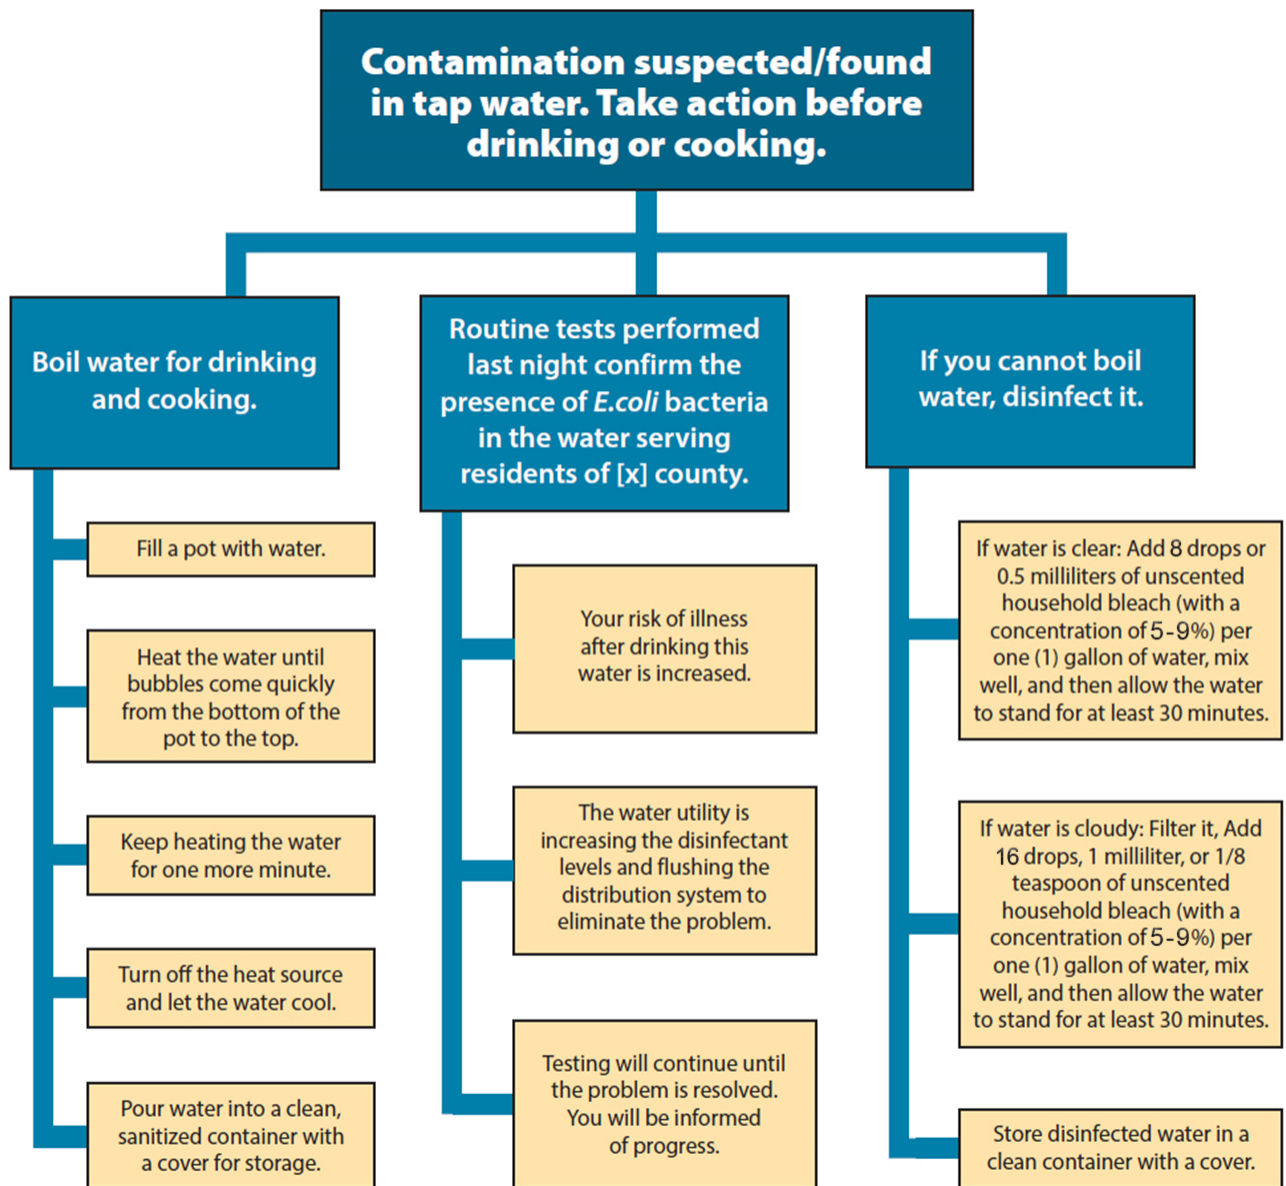 Contamination suspected/found
in tap water. Take action before
drinking or cooking.
Boil water for drinking
and cooking.
Fill a pot with water.
Heat the water until
bubbles come quickly
from the bottom of the
pot to the top.
Keep heating the water
for one more minute.
Turn off the heat source
and let the water cool.
Pour water into a clean,
sanitized container with
a cover for storage.
Routine tests performed
last night confirm the
presence of E.coli bacteria
in the water serving
residents of [x] county.
Your risk of illness
after drinking this
water is increased.
The water utility is
increasing the disinfectant
levels and flushing the
distribution system to
eliminate the problem.
Testing will continue until
the problem is resolved.
You will be informed
of progress.
If you cannot boil
water, disinfect it.
If water is clear: Add 8 drops or
0.5 milliliters of unscented
household bleach (with a
concentration of 5-9%) per
one (1) gallon of water, mix
well, and then allow the water
to stand for at least 30 minutes.
If water is cloudy: Filter it, Add
16 drops, 1 milliliter, or 1/8
teaspoon of unscented
household bleach (with a
concentration of 5-9%) per
one (1) gallon of water, mix
well, and then allow the water
to stand for at least 30 minutes.
Store disinfected water in a
clean container with a cover.